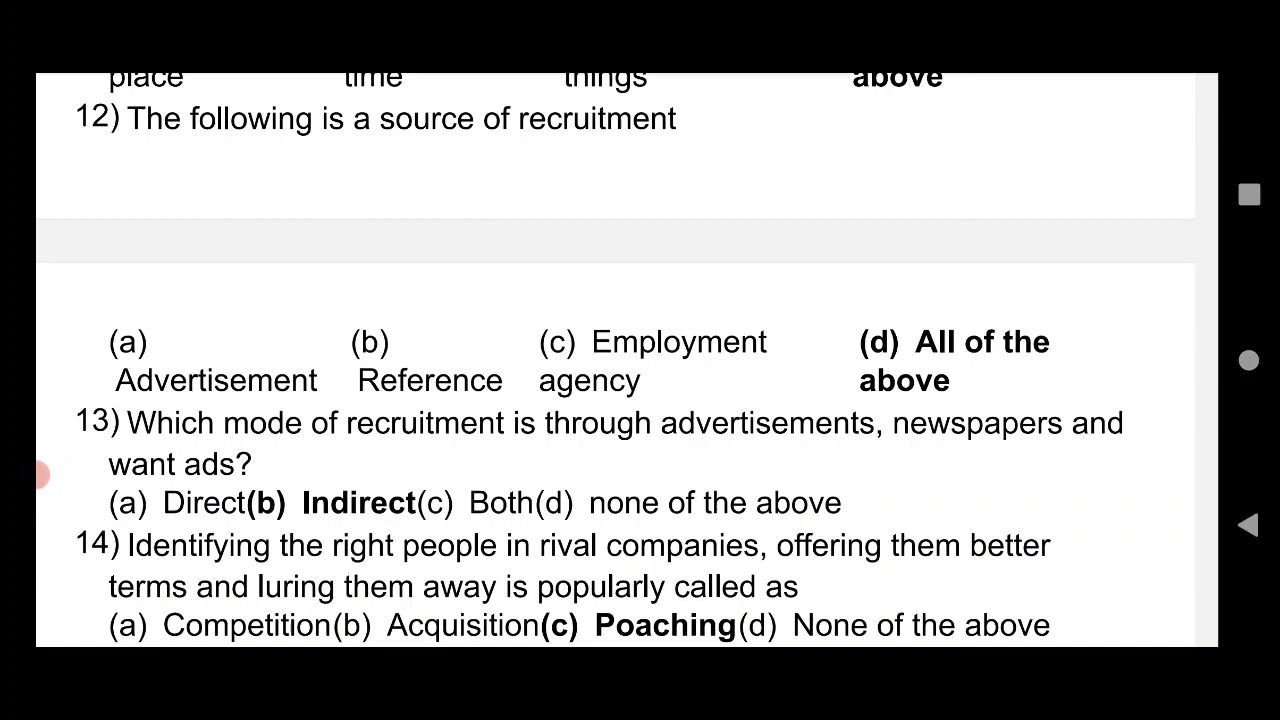 place time things above
12) The following is a source of recruitment
(a) (b) (c) Employment (d) All of the
Advertisement Reference agency above
13) Which mode of recruitment is through advertisements, newspapers and
want ads?
(a) Direct(b) Indirect(c) Both(d) none of the above
14) Identifying the right people in rival companies, offering them better
terms and luring them away is popularly called as
(a) Competition(b) Acquisition(c) Poaching(d) None of the above